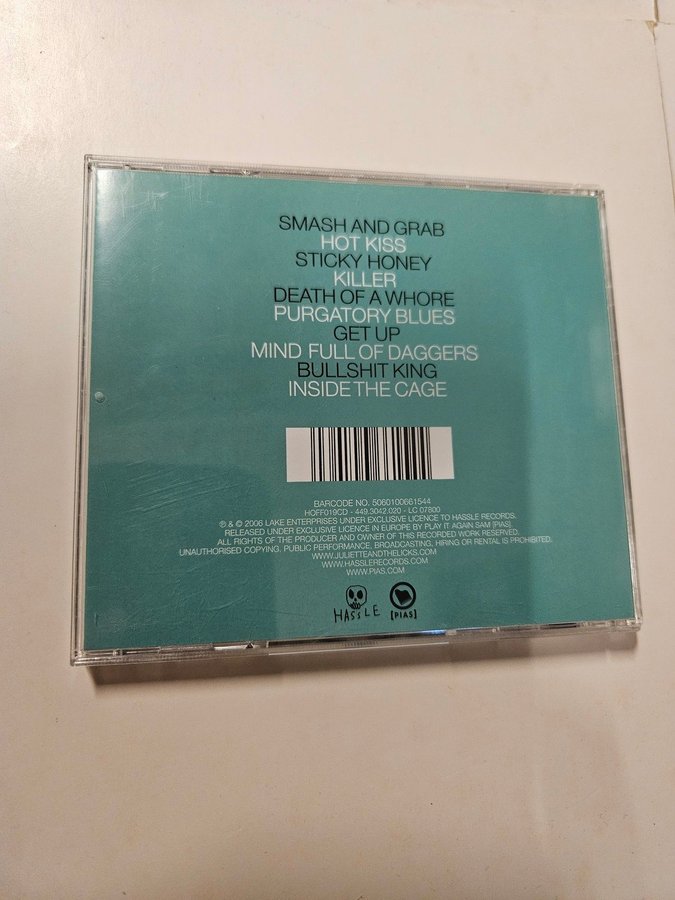 SMASH AND GRAB
HOT KISS
STICKY HONEY
KILLER
DEATH OF A WHORE
PURGATORY BLUES
GET UP
MIND FULL OF DAGGERS
BULLSHIT KING
INSIDE THE CAGE
BARCODE NO. 5060100661544
HOFF019CD - 449.3042.020 - LC 07800
℗ & © 2006 LAKE ENTERPRISES UNDER EXCLUSIVE LICENCE TO HASSLE RECORDS.
RELEASED UNDER EXCLUSIVE LICENCE IN EUROPE BY PLAY IT AGAIN SAM [PIAS].
ALL RIGHTS OF THE PRODUCER AND OWNER OF THIS RECORDED WORK RESERVED.
UNAUTHORISED COPYING, PUBLIC PERFORMANCE, BROADCASTING, HIRING OR RENTAL IS PROHIBITED.
WWW.JULIETTEANDTHELICKS.COM
WWW.HASSLERECORDS.COM
WWW.PIAS.COM
HASSLE
[PIAS]